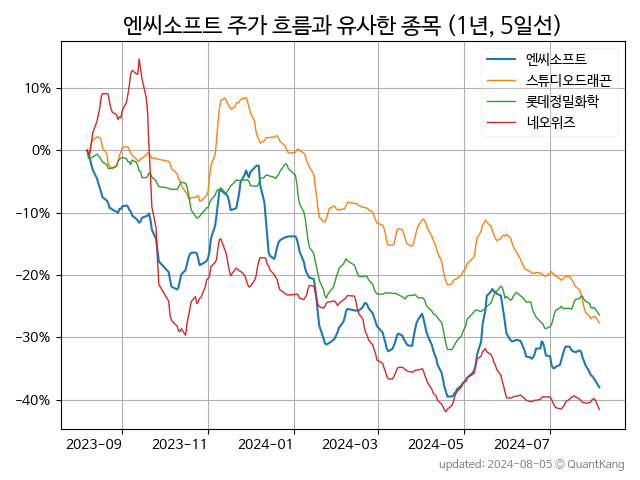 엔씨소프트 주가 흐름과 유사한 종목 (1년, 5일선)
엔씨소프트
스튜디오드래곤
롯데정밀화학
네오위즈
10%
0%
−10%
−20%
−30%
−40%
2023-09 2023-11 2024-01 2024-03 2024-05 2024-07
updated: 2024-08-05 ⓒ QuantKang